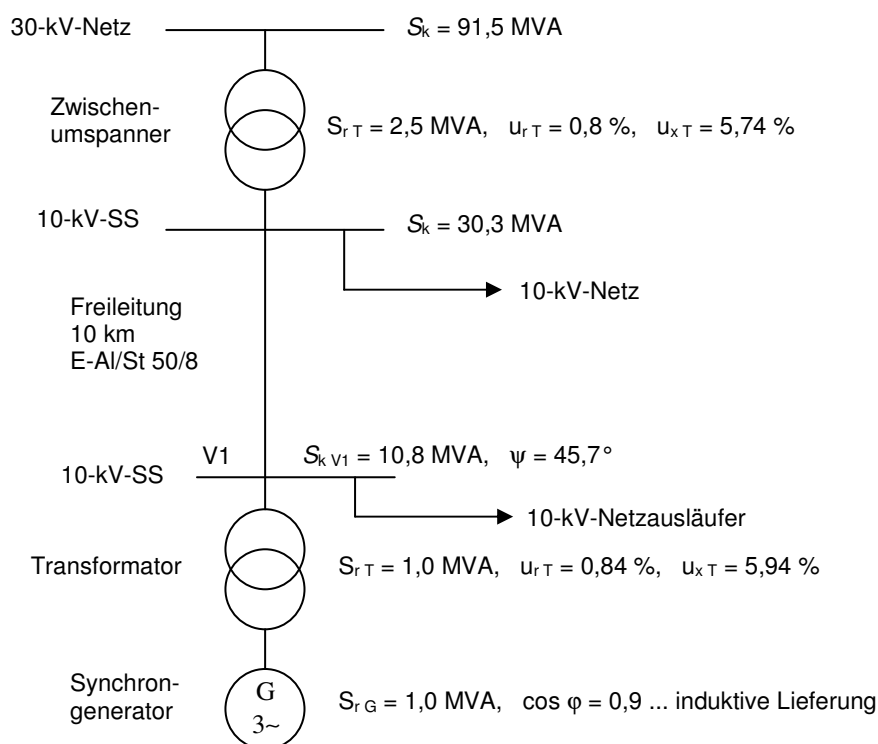 30-kV-Netz
Sk = 91,5 MVA
Zwischen-
umspanner
Sr T = 2,5 MVA, ur T = 0,8 %, ux T = 5,74 %
10-kV-SS
Sk = 30,3 MVA
10-kV-Netz
Freileitung
10 km
E-Al/St 50/8
V1
Sk V1 = 10,8 MVA, ψ = 45,7°
10-kV-SS
10-kV-Netzausläufer
Transformator
Sr T = 1,0 MVA, ur T = 0,84 %, ux T = 5,94 %
Synchron-
generator
G
3~
Sr G = 1,0 MVA, cos φ = 0,9 ... induktive Lieferung